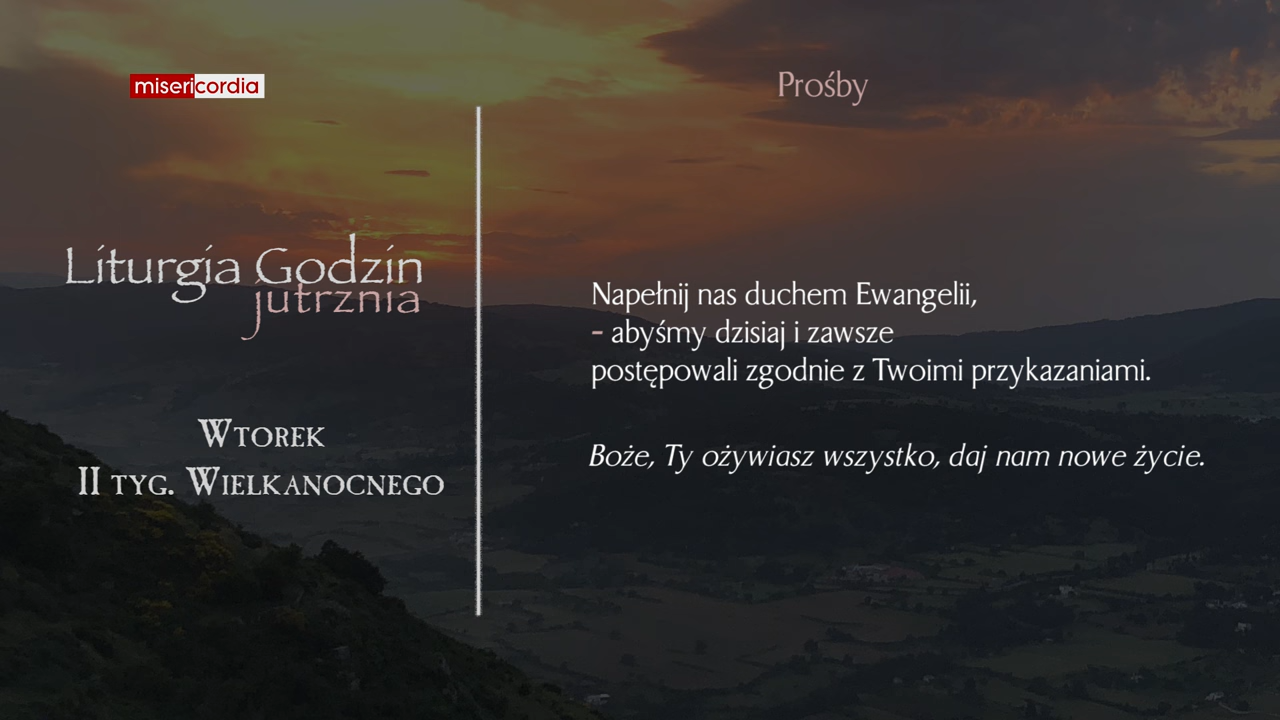 misericordia
Liturgia Godzin
jutrznia
Wtorek
II tyg. Wielkanocnego
Prośby
Napełnij nas duchem Ewangelii,
- abyśmy dzisiaj i zawsze
postępowali zgodnie z Twoimi przykazaniami.
Boże, Ty ożywiasz wszystko, daj nam nowe życie.